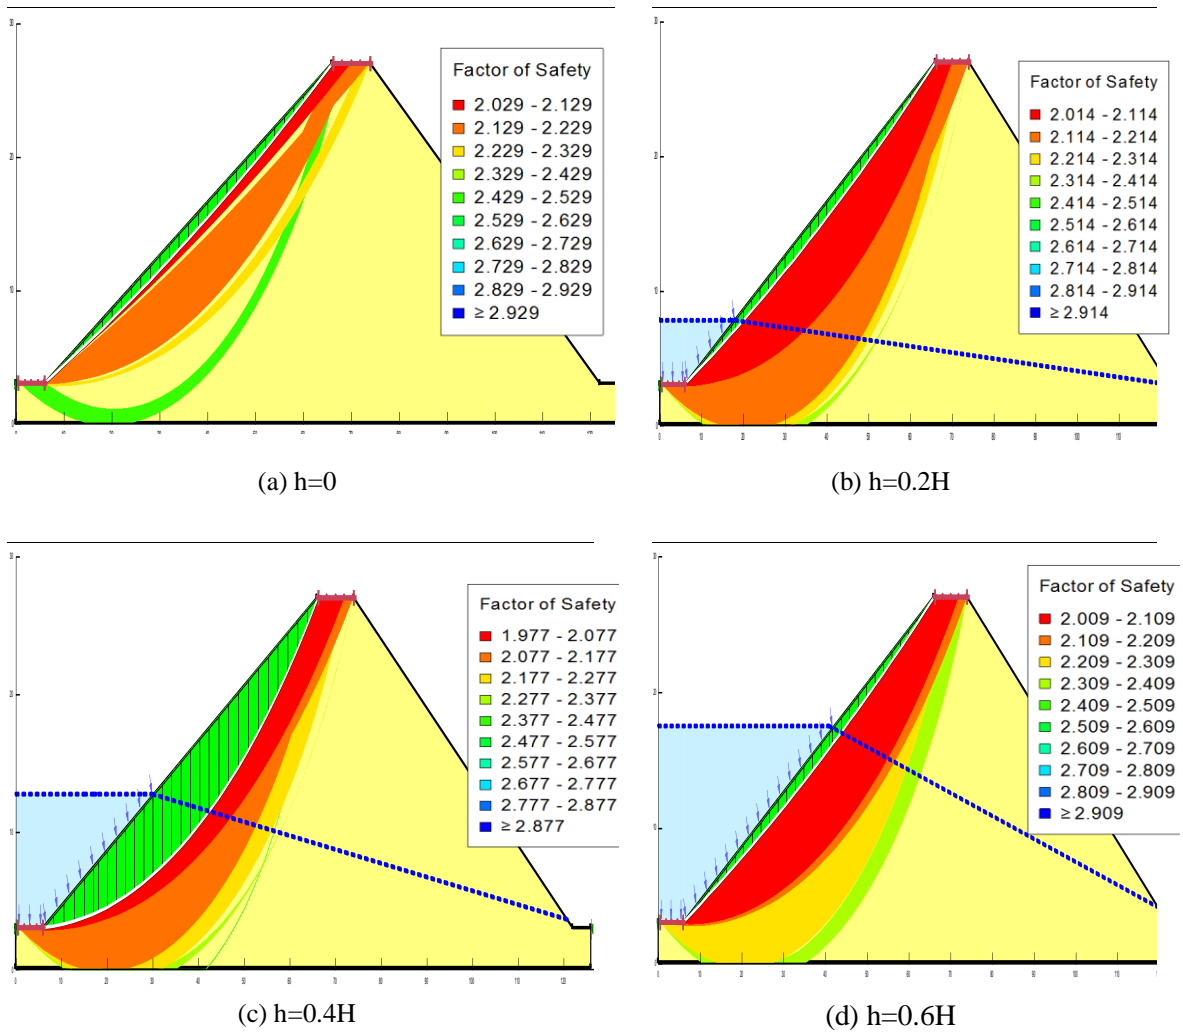 Factor of Safety
2.029 - 2.129
2.129 - 2.229
2.229 - 2.329
2.329 - 2.429
2.429 - 2.529
2.529 - 2.629
2.629 - 2.729
2.729 - 2.829
2.829 - 2.929
≥ 2.929
(a) h=0
Factor of Safety
2.014 - 2.114
2.114 - 2.214
2.214 - 2.314
2.314 - 2.414
2.414 - 2.514
2.514 - 2.614
2.614 - 2.714
2.714 - 2.814
2.814 - 2.914
≥ 2.914
(b) h=0.2H
Factor of Safety
1.977 - 2.077
2.077 - 2.177
2.177 - 2.277
2.277 - 2.377
2.377 - 2.477
2.477 - 2.577
2.577 - 2.677
2.677 - 2.777
2.777 - 2.877
≥ 2.877
(c) h=0.4H
Factor of Safety
2.009 - 2.109
2.109 - 2.209
2.209 - 2.309
2.309 - 2.409
2.409 - 2.509
2.509 - 2.609
2.609 - 2.709
2.709 - 2.809
2.809 - 2.909
≥ 2.909
(d) h=0.6H